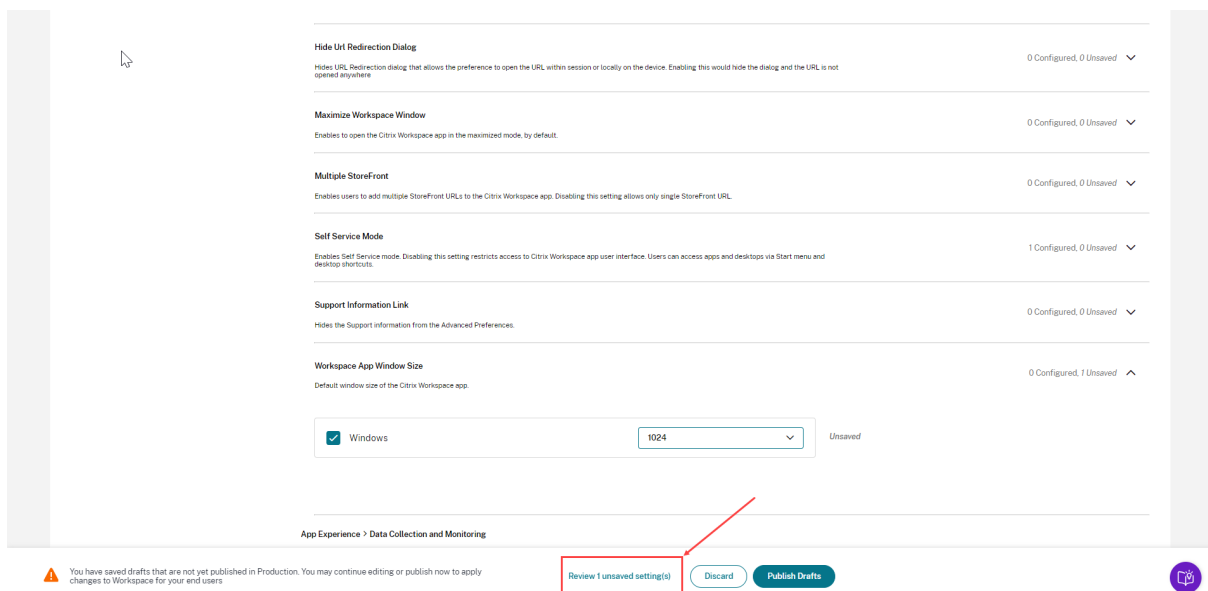 Hide Url Redirection Dialog
0 Configured, 0 Unsaved
Hides URL Redirection dialog that allows the preference to open the URL within session or locally on the device. Enabling this would hide the dialog and the URL is not
opened anywhere
Maximize Workspace Window
0 Configured, 0 Unsaved
Enables to open the Citrix Workspace app in the maximized mode, by default.
Multiple StoreFront
0 Configured, 0 Unsaved
Enables users to add multiple StoreFront URLs to the Citrix Workspace app. Disabling this setting allows only single StoreFront URL.
Self Service Mode
1 Configured, 0 Unsaved
Enables Self Service mode. Disabling this setting restricts access to Citrix Workspace app user interface. Users can access apps and desktops via Start menu and
desktop shortcuts.
Support Information Link
0 Configured, 0 Unsaved
Hides the Support information from the Advanced Preferences.
Workspace App Window Size
0 Configured, 1 Unsaved
Default window size of the Citrix Workspace app.
Windows 1024 Unsaved
App Experience > Data Collection and Monitoring
You have saved drafts that are not yet published in Production. You may continue editing or publish now to apply
changes to Workspace for your end users
Review 1 unsaved setting(s) Discard Publish Drafts